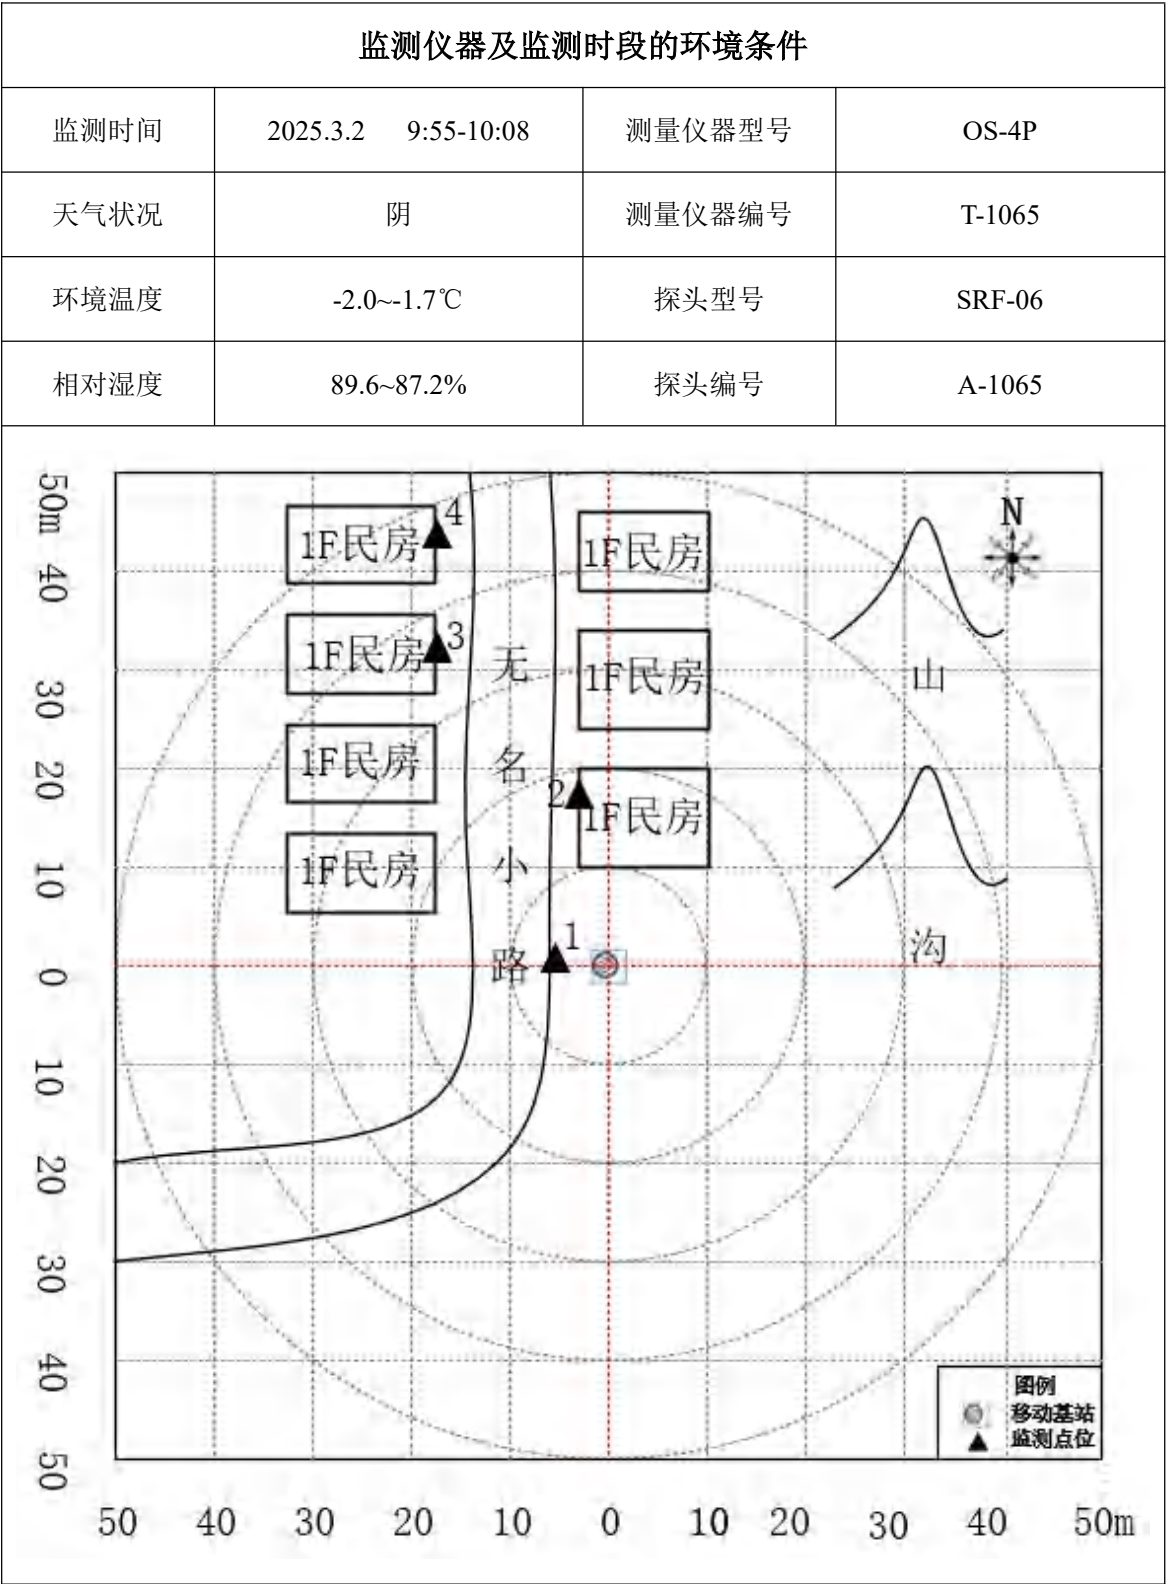 监测仪器及监测时段的环境条件
监测时间 2025.3.2 9:55-10:08 测量仪器型号 OS-4P
天气状况 阴 测量仪器编号 T-1065
环境温度 -2.0~-1.7℃ 探头型号 SRF-06
相对湿度 89.6~87.2% 探头编号 A-1065
50m
40
30
20
10
0
10
20
30
40
50
1F民房
4
1F民房
3
1F民房
1F民房
无
名
小
路
1F民房
1F民房
2
1F民房
1
N
山
沟
图例
移动基站
监测点位
50 40 30 20 10 0 10 20 30 40 50m